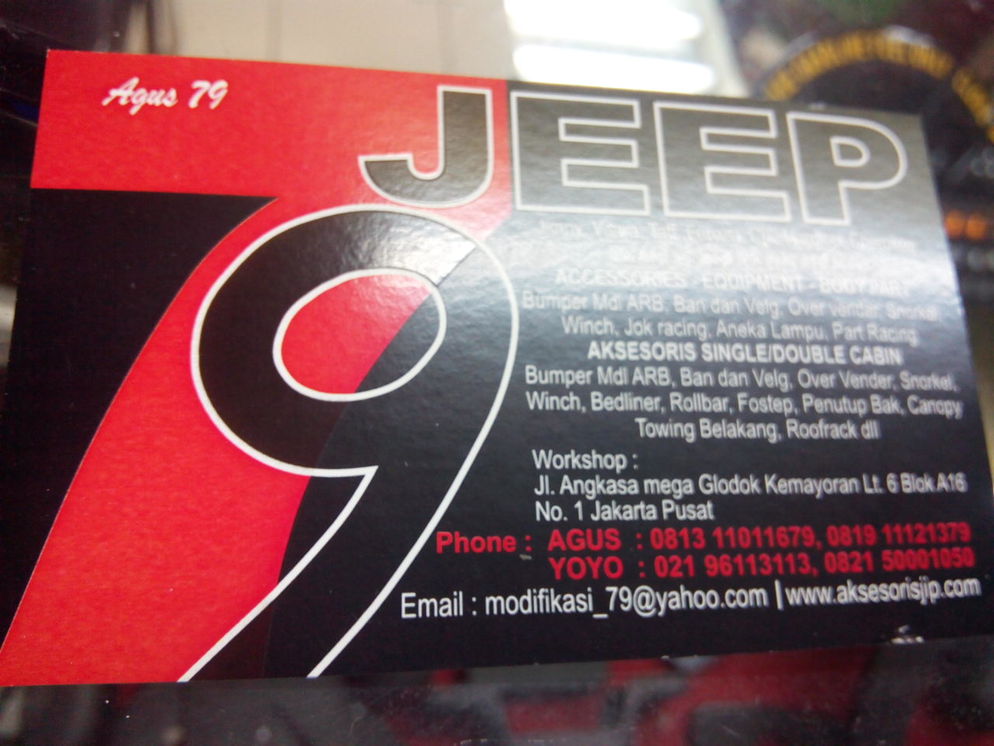 Agus 79
JEEP
79
ACCESSORIES - EQUIPMENT - BODY PART
Bumper Mdl ARB, Ban dan Velg, Over vender, Snorkel,
Winch, Jok racing, Aneka Lampu, Part Racing
AKSESORIS SINGLE/DOUBLE CABIN
Bumper Mdl ARB, Ban dan Velg, Over Vender, Snorkel,
Winch, Bedliner, Rollbar, Fostep, Penutup Bak, Canopy
Towing Belakang, Roofrack dll
Workshop :
Jl. Angkasa mega Glodok Kemayoran Lt. 6 Blok A16
No. 1 Jakarta Pusat
Phone : AGUS : 0813 11011679, 0819 11121379
YOYO : 021 96113113, 0821 50001050
Email : modifikasi_79@yahoo.com | www.aksesorisjip.com